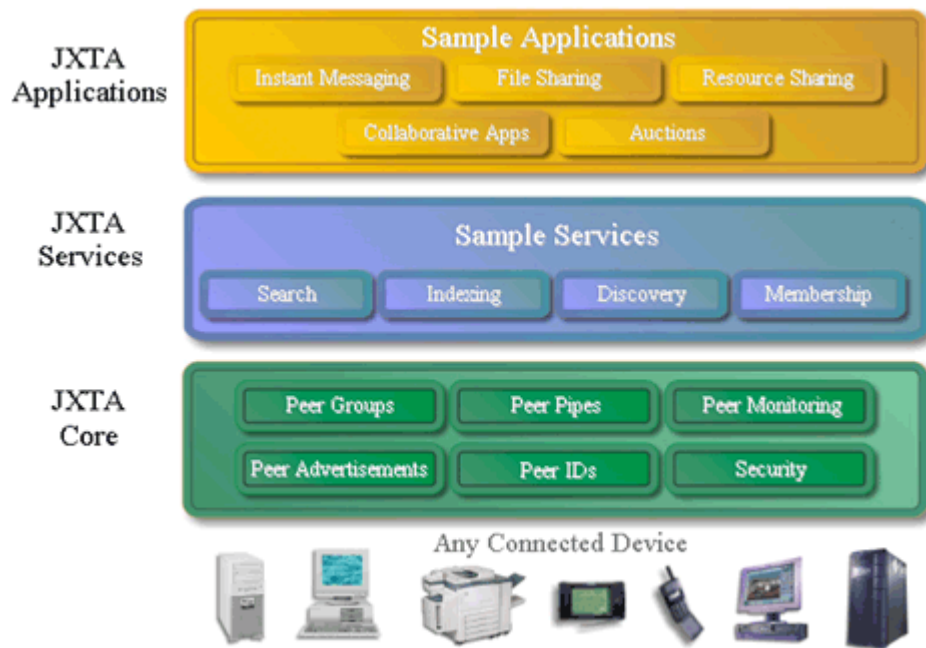 JXTA
Applications
Sample Applications
Instant Messaging
File Sharing
Resource Sharing
Collaborative Apps
Auctions
JXTA
Services
Sample Services
Search
Indexing
Discovery
Membership
JXTA
Core
Peer Groups
Peer Pipes
Peer Monitoring
Peer Advertisements
Peer IDs
Security
Any Connected Device